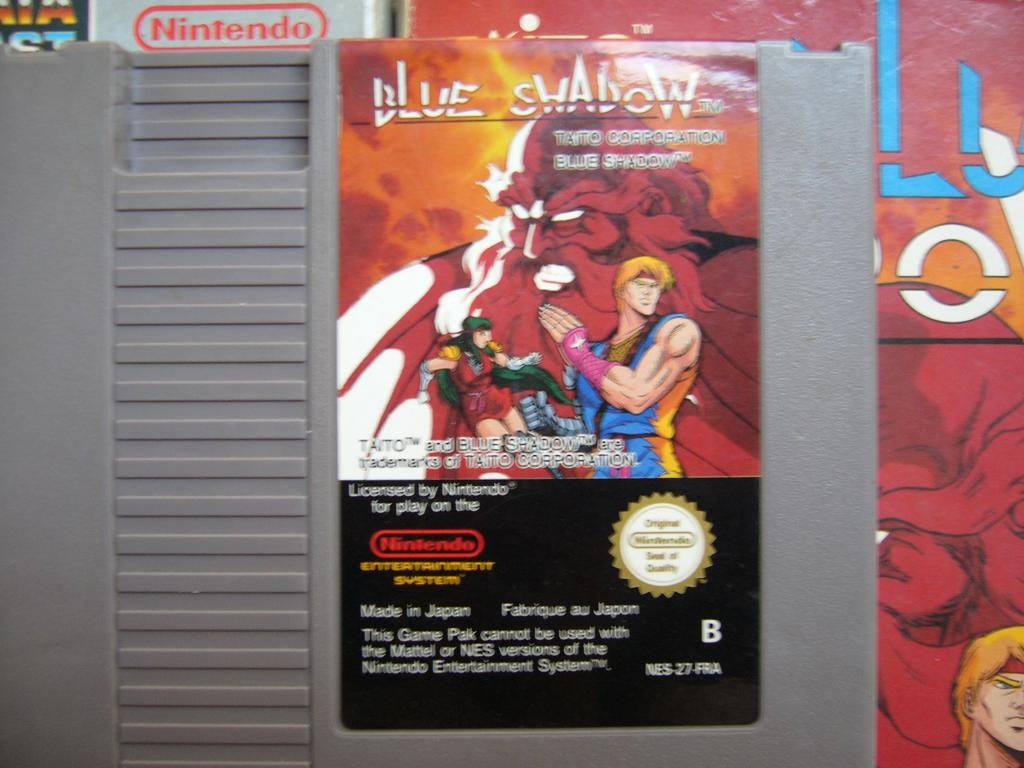 Nintendo
BLUE SHADOW™
TAITO CORPORATION
BLUE SHADOW™
TAITO™ and BLUE SHADOW™ are
trademarks of TAITO CORPORATION.
Licensed by Nintendo®
for play on the
Nintendo
ENTERTAINMENT
SYSTEM™
Original
Nintendo
Seal of
Quality
Made in Japan Fabriqué au Japon
This Game Pak cannot be used with
the Mattel or NES versions of the
Nintendo Entertainment System™.
B
NES-27-FRA